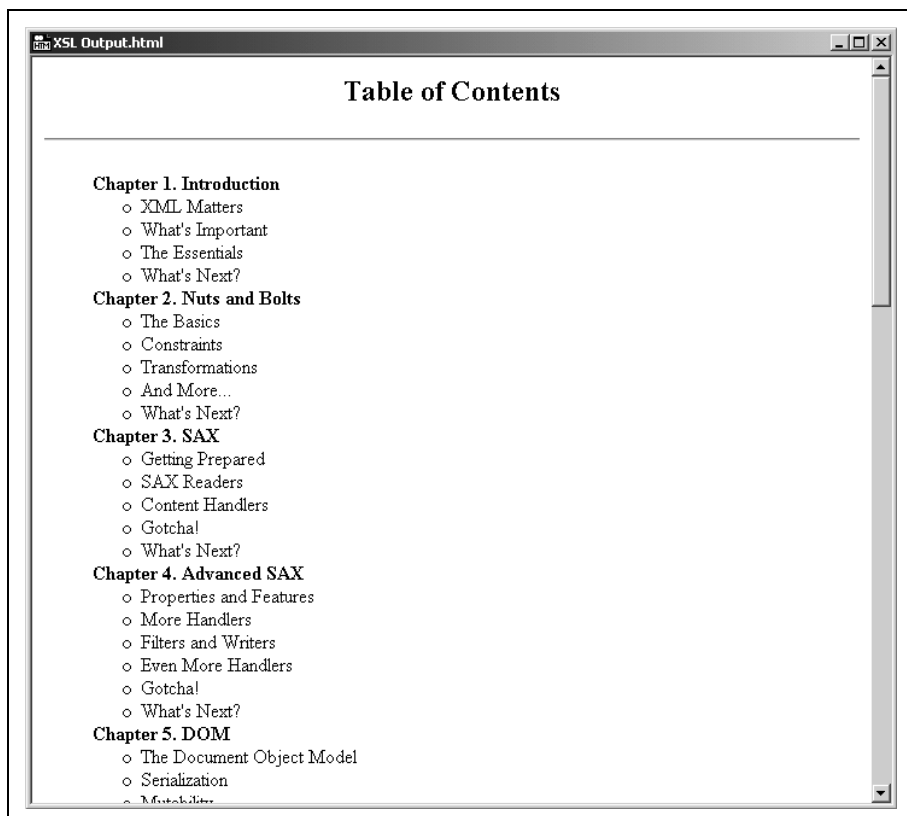 XSL Output.html
Table of Contents
Chapter 1. Introduction
XML Matters
What's Important
The Essentials
What's Next?
Chapter 2. Nuts and Bolts
The Basics
Constraints
Transformations
And More...
What's Next?
Chapter 3. SAX
Getting Prepared
SAX Readers
Content Handlers
Gotcha!
What's Next?
Chapter 4. Advanced SAX
Properties and Features
More Handlers
Filters and Writers
Even More Handlers
Gotcha!
What's Next?
Chapter 5. DOM
The Document Object Model
Serialization
Mutability